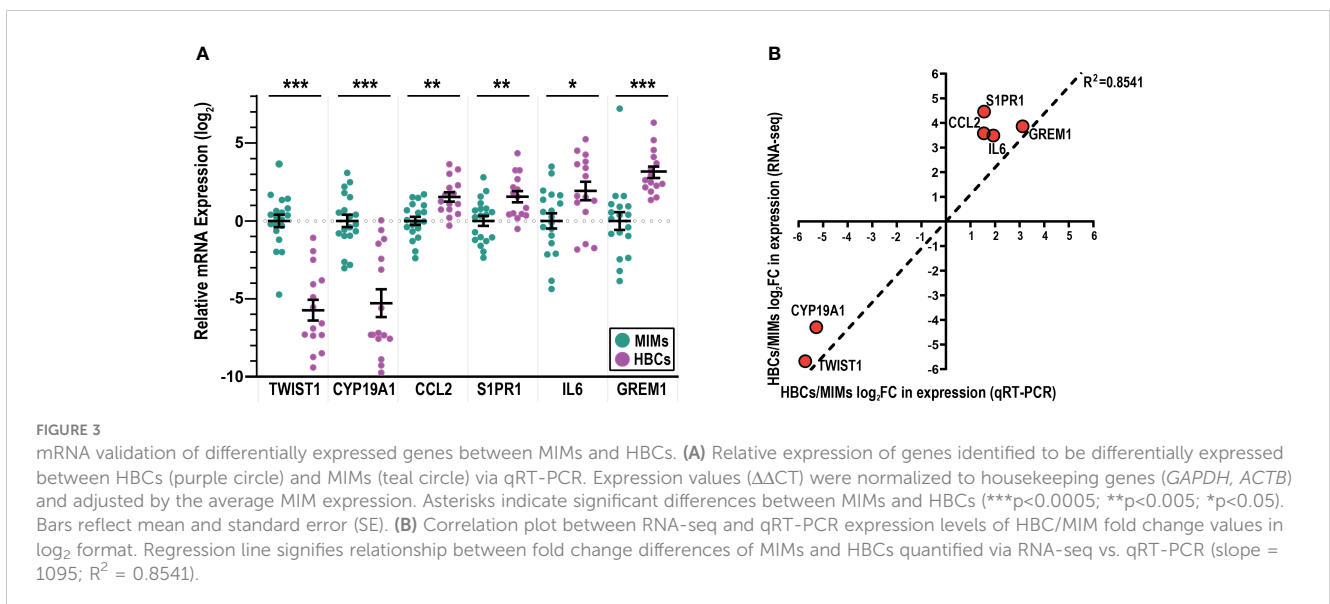 A
*** *** ** ** * ***
Relative mRNA Expression (log2)
5
0
-5
-10
MIMs
HBCs
TWIST1 CYP19A1 CCL2 S1PR1 IL6 GREM1
B
HBCs/MIMs log2FC in expression (RNA-seq)
6
5
4
3
2
1
-1
-2
-3
-4
-5
-6
-6 -5 -4 -3 -2 -1 1 2 3 4 5 6
R2=0.8541
S1PR1
CCL2
IL6
GREM1
CYP19A1
TWIST1
HBCs/MIMs log2FC in expression (qRT-PCR)
FIGURE 3
mRNA validation of differentially expressed genes between MIMs and HBCs. (A) Relative expression of genes identified to be differentially expressed
between HBCs (purple circle) and MIMs (teal circle) via qRT-PCR. Expression values (ΔΔCT) were normalized to housekeeping genes (GAPDH, ACTB)
and adjusted by the average MIM expression. Asterisks indicate significant differences between MIMs and HBCs (***p<0.0005; **p<0.005; *p<0.05).
Bars reflect mean and standard error (SE). (B) Correlation plot between RNA-seq and qRT-PCR expression levels of HBC/MIM fold change values in
log2 format. Regression line signifies relationship between fold change differences of MIMs and HBCs quantified via RNA-seq vs. qRT-PCR (slope =
1095; R2 = 0.8541).